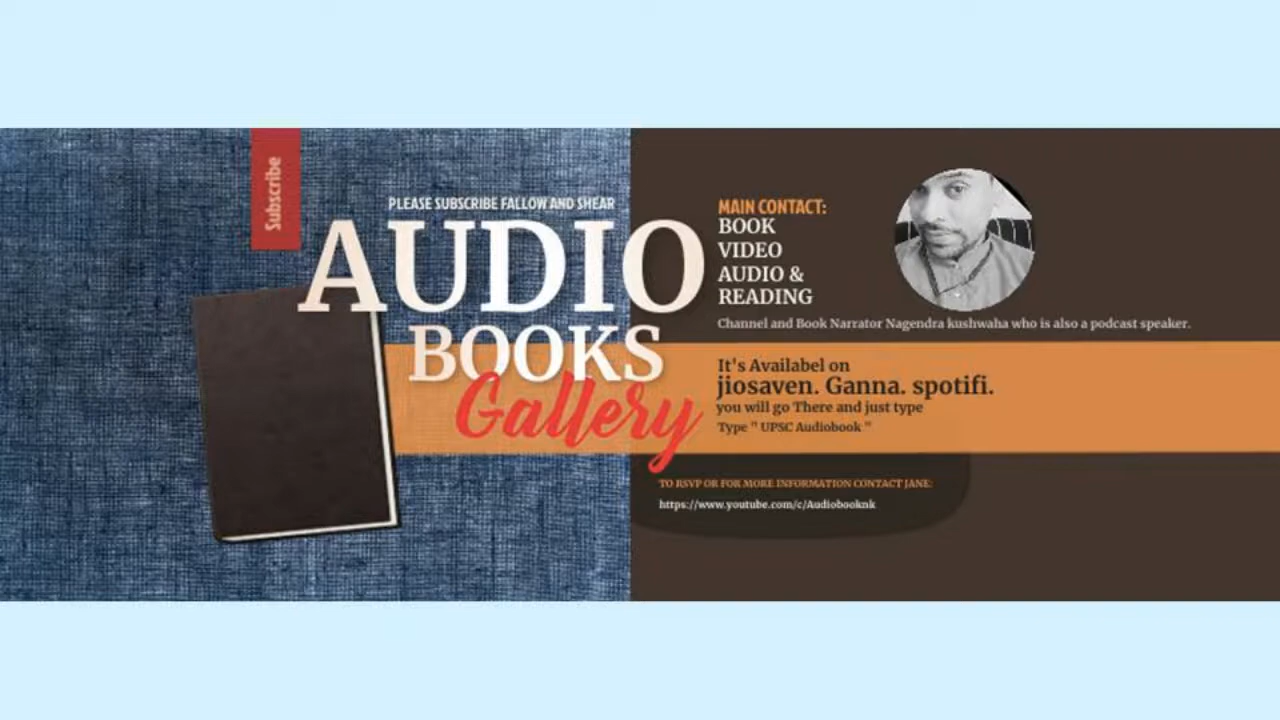 Subscribe
PLEASE SUBSCRIBE FALLOW AND SHEAR
AUDIO
BOOKS
Gallery
MAIN CONTACT:
BOOK
VIDEO
AUDIO &
READING
Channel and Book Narrator Nagendra kushwaha who is also a podcast speaker.
It's Availabel on
jiosaven. Ganna. spotifi.
you will go There and just type
Type " UPSC Audiobook "
TO RSVP OR FOR MORE INFORMATION CONTACT JANE:
https://www.youtube.com/c/Audiobooknk